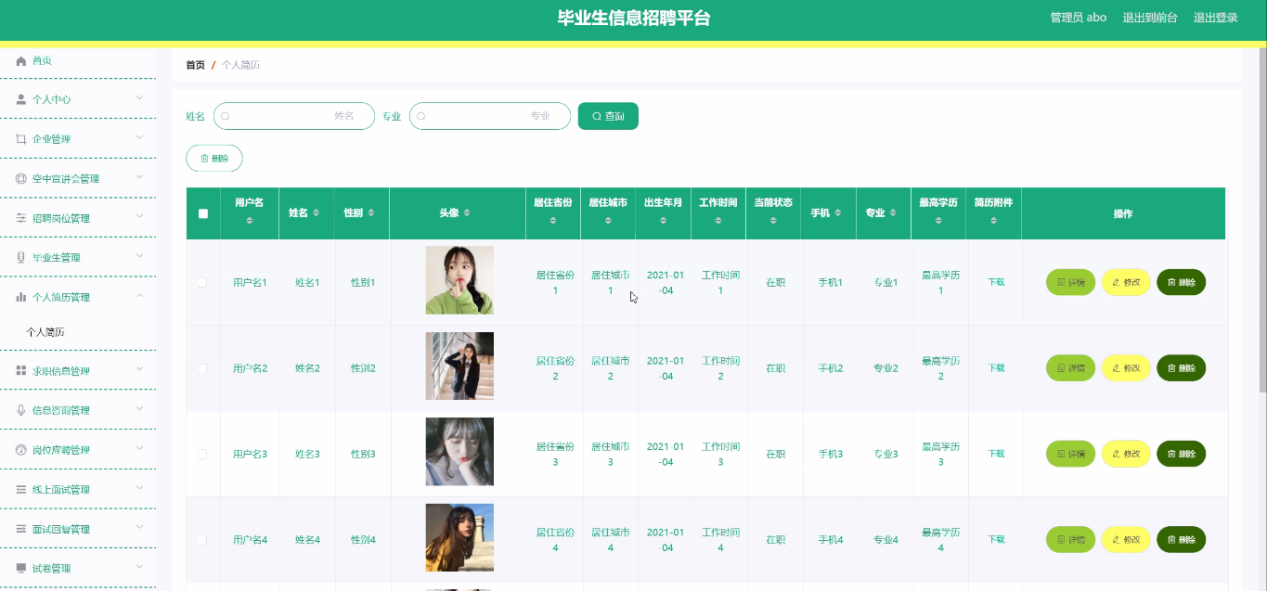 毕业生信息招聘平台
管理员 abo 退出到前台 退出登录
首页
个人中心
企业管理
空中宣讲会管理
招聘岗位管理
毕业生管理
个人简历管理
个人简历
求职信息管理
信息咨询管理
岗位应聘管理
线上面试管理
面试回复管理
试卷管理
首页 / 个人简历
姓名 姓名 专业 专业 查询
删除
用户名 姓名 性别 头像 居住省份 居住城市 出生年月 工作时间 当前状态 手机 专业 最高学历 简历附件 操作
用户名1 姓名1 性别1 居住省份1 居住城市1 2021-01-04 工作时间1 在职 手机1 专业1 最高学历1 下载 详情 修改 删除
用户名2 姓名2 性别2 居住省份2 居住城市2 2021-01-04 工作时间2 在职 手机2 专业2 最高学历2 下载 详情 修改 删除
用户名3 姓名3 性别3 居住省份3 居住城市3 2021-01-04 工作时间3 在职 手机3 专业3 最高学历3 下载 详情 修改 删除
用户名4 姓名4 性别4 居住省份4 居住城市4 2021-01-04 工作时间4 在职 手机4 专业4 最高学历4 下载 详情 修改 删除